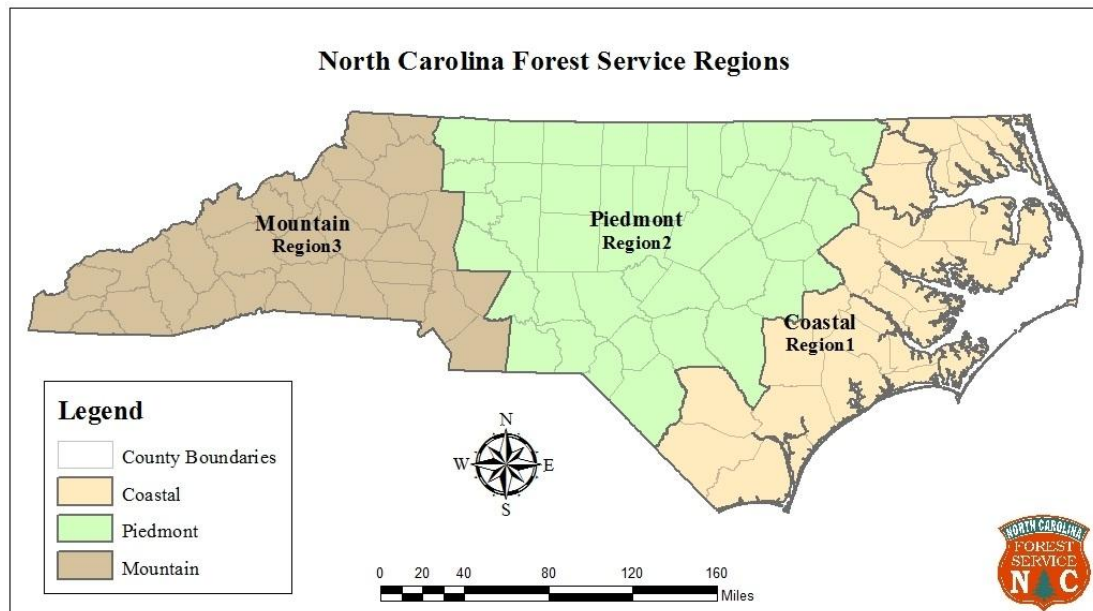 North Carolina Forest Service Regions
Mountain
Region3
Piedmont
Region2
Coastal
Region1
Legend
County Boundaries
Coastal
Piedmont
Mountain
N
W E
S
0 20 40 80 120 160
Miles
NORTH CAROLINA
FOREST
SERVICE
N C